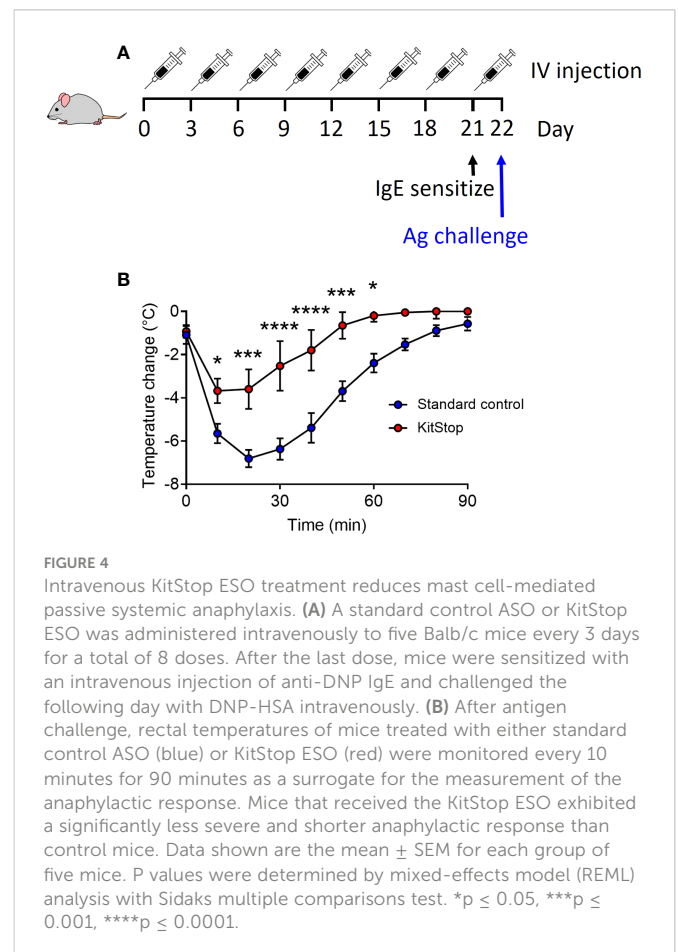 A
IV injection
0 3 6 9 12 15 18 21 22 Day
IgE sensitize
Ag challenge
B
Temperature change (°C)
0
-2
-4
-6
-8
* *** **** **** *** *
Standard control
KitStop
0 30 60 90
Time (min)
FIGURE 4
Intravenous KitStop ESO treatment reduces mast cell-mediated
passive systemic anaphylaxis. (A) A standard control ASO or KitStop
ESO was administered intravenously to five Balb/c mice every 3 days
for a total of 8 doses. After the last dose, mice were sensitized with
an intravenous injection of anti-DNP IgE and challenged the
following day with DNP-HSA intravenously. (B) After antigen
challenge, rectal temperatures of mice treated with either standard
control ASO (blue) or KitStop ESO (red) were monitored every 10
minutes for 90 minutes as a surrogate for the measurement of the
anaphylactic response. Mice that received the KitStop ESO exhibited
a significantly less severe and shorter anaphylactic response than
control mice. Data shown are the mean ± SEM for each group of
five mice. P values were determined by mixed-effects model (REML)
analysis with Sidaks multiple comparisons test. *p ≤ 0.05, ***p ≤
0.001, ****p ≤ 0.0001.